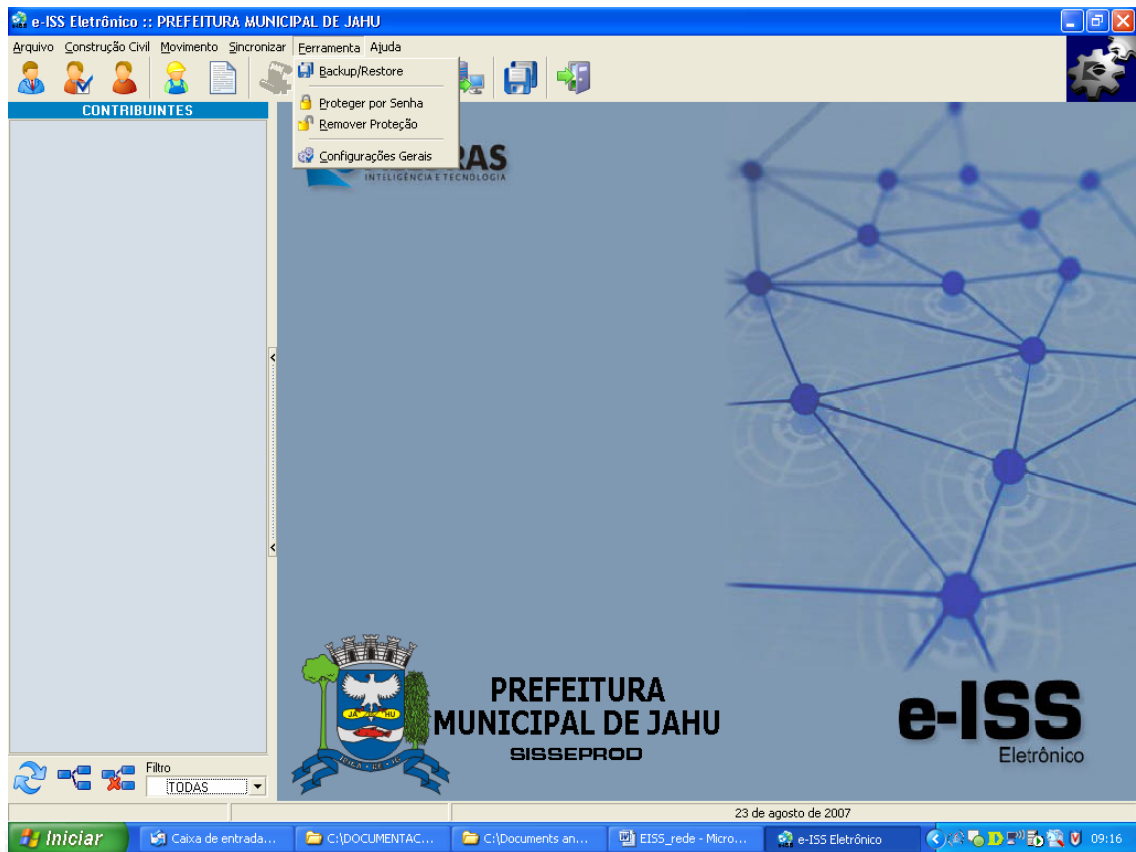 e-ISS Eletrônico :: PREFEITURA MUNICIPAL DE JAHU
Arquivo Construção Civil Movimento Sincronizar Ferramenta Ajuda
Backup/Restore
Proteger por Senha
Remover Proteção
Configurações Gerais
CONTRIBUINTES
INTELIGÊNCIA E TECNOLOGIA
JA HU
PREFEITURA
MUNICIPAL DE JAHU
SISSEPROD
e-ISS
Eletrônico
Filtro
TODAS
23 de agosto de 2007
Iniciar
Caixa de entrada...
C:\DOCUMENTAC...
C:\Documents an...
EISS_rede - Micro...
e-ISS Eletrônico
09:16